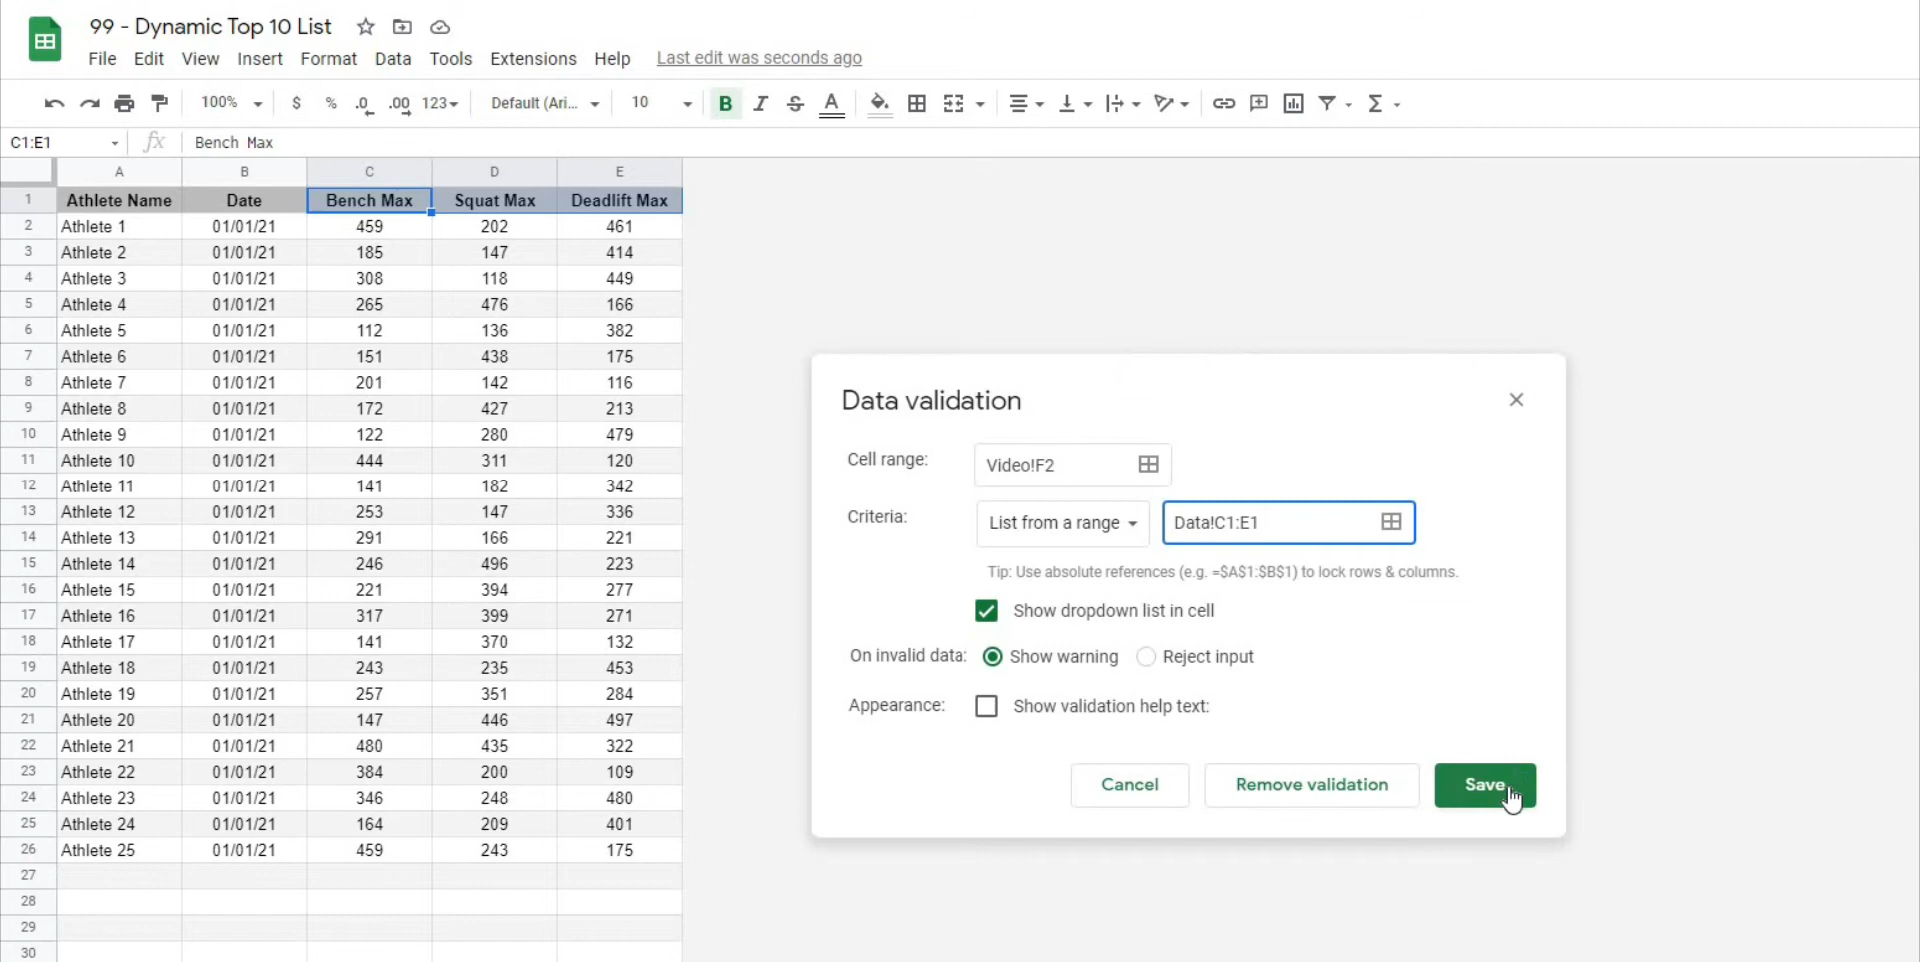 99 - Dynamic Top 10 List
File Edit View Insert Format Data Tools Extensions Help Last edit was seconds ago
100% $ % .0 .00 123 Default (Ari... 10 B I S A Σ
C1:E1 fx Bench Max
A B C D E
1 Athlete Name Date Bench Max Squat Max Deadlift Max
2 Athlete 1 01/01/21 459 202 461
3 Athlete 2 01/01/21 185 147 414
4 Athlete 3 01/01/21 308 118 449
5 Athlete 4 01/01/21 265 476 166
6 Athlete 5 01/01/21 112 136 382
7 Athlete 6 01/01/21 151 438 175
8 Athlete 7 01/01/21 201 142 116
9 Athlete 8 01/01/21 172 427 213
10 Athlete 9 01/01/21 122 280 479
11 Athlete 10 01/01/21 444 311 120
12 Athlete 11 01/01/21 141 182 342
13 Athlete 12 01/01/21 253 147 336
14 Athlete 13 01/01/21 291 166 221
15 Athlete 14 01/01/21 246 496 223
16 Athlete 15 01/01/21 221 394 277
17 Athlete 16 01/01/21 317 399 271
18 Athlete 17 01/01/21 141 370 132
19 Athlete 18 01/01/21 243 235 453
20 Athlete 19 01/01/21 257 351 284
21 Athlete 20 01/01/21 147 446 497
22 Athlete 21 01/01/21 480 435 322
23 Athlete 22 01/01/21 384 200 109
24 Athlete 23 01/01/21 346 248 480
25 Athlete 24 01/01/21 164 209 401
26 Athlete 25 01/01/21 459 243 175
27
28
29
30
Data validation
Cell range: Video!F2
Criteria: List from a range Data!C1:E1
Tip: Use absolute references (e.g. =$A$1:$B$1) to lock rows & columns.
Show dropdown list in cell
On invalid data: Show warning Reject input
Appearance: Show validation help text:
Cancel Remove validation Save